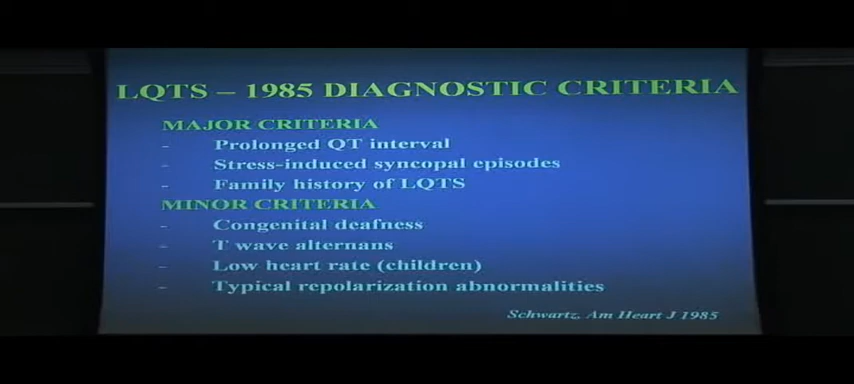 LQTS – 1985 DIAGNOSTIC CRITERIA
MAJOR CRITERIA
- Prolonged QT interval
- Stress-induced syncopal episodes
- Family history of LQTS
MINOR CRITERIA
- Congenital deafness
- T wave alternans
- Low heart rate (children)
- Typical repolarization abnormalities
Schwartz, Am Heart J 1985